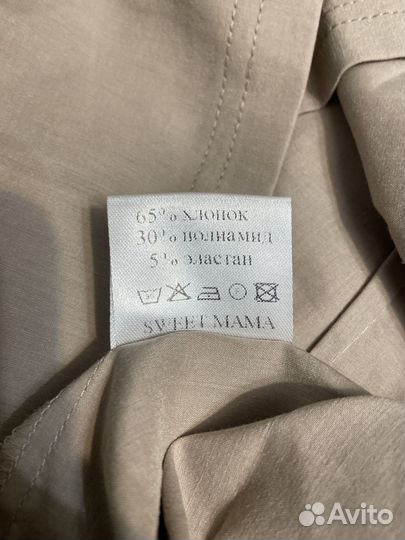 65% хлопок
30% полиамид
5% эластан
SWEET MAMA
Avito